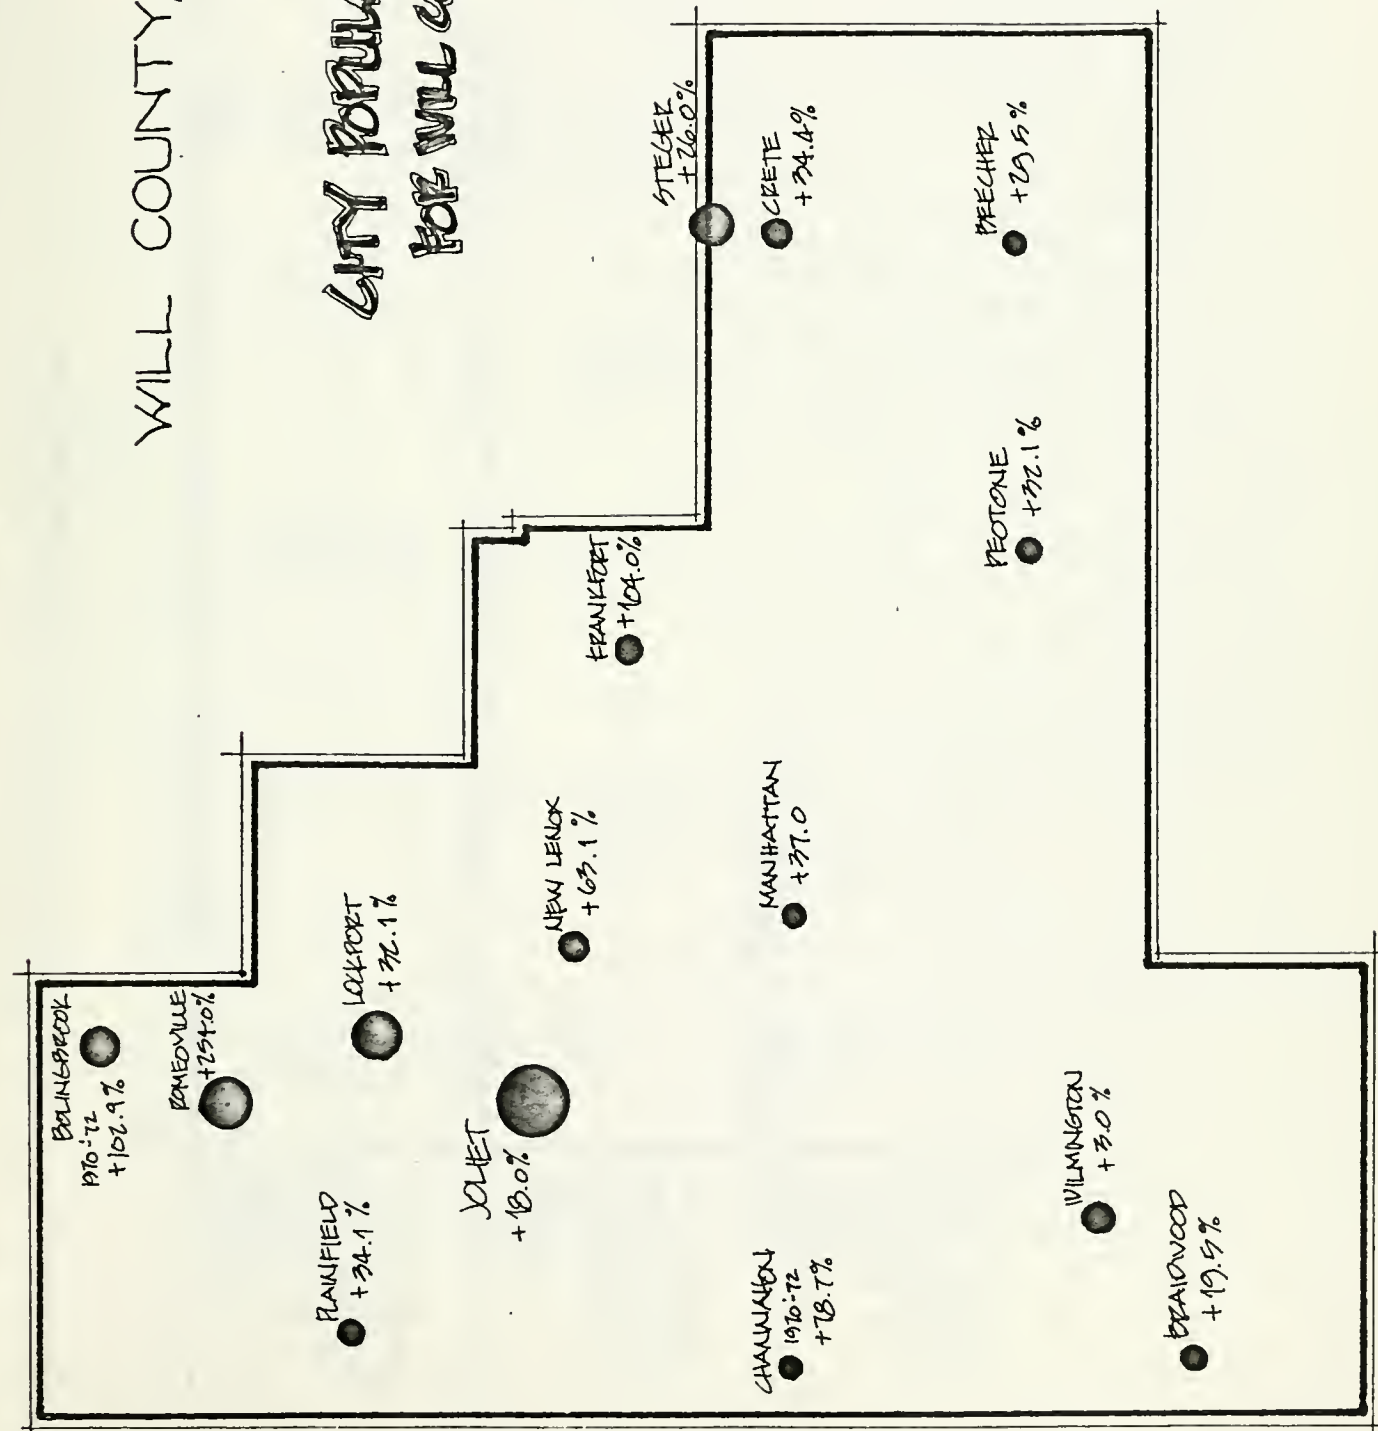 WILL COUNTY,
CITY POPULA
FOR WILL CO
BOLINGBROOK
1970-'72
+102.9%
ROMEOVILLE
+254.0%
PLAINFIELD
+34.1%
LOCKPORT
+32.1%
JOLIET
+18.0%
NEW LENOX
+63.1%
FRANKFORT
+104.0%
STEGER
+26.0%
CRETE
+34.4%
CHANNAHON
1970-'72
+78.7%
MANHATTAN
+37.0
BEECHER
+29.5%
PEOTONE
+32.1%
WILMINGTON
+3.0%
BRAIDWOOD
+19.5%